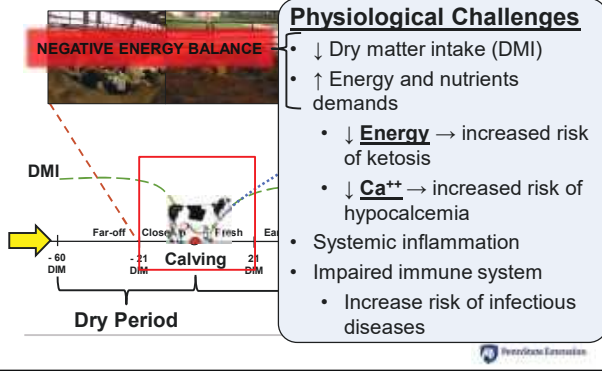 Physiological Challenges
NEGATIVE ENERGY BALANCE
• ↓ Dry matter intake (DMI)
• ↑ Energy and nutrients
demands
• ↓ Energy → increased risk
of ketosis
• ↓ Ca⁺⁺ → increased risk of
hypocalcemia
• Systemic inflammation
• Impaired immune system
• Increase risk of infectious
diseases
DMI
Far-off
Fresh
- 60
DIM
- 21
DIM
Calving
21
DIM
Dry Period
PennState Extension